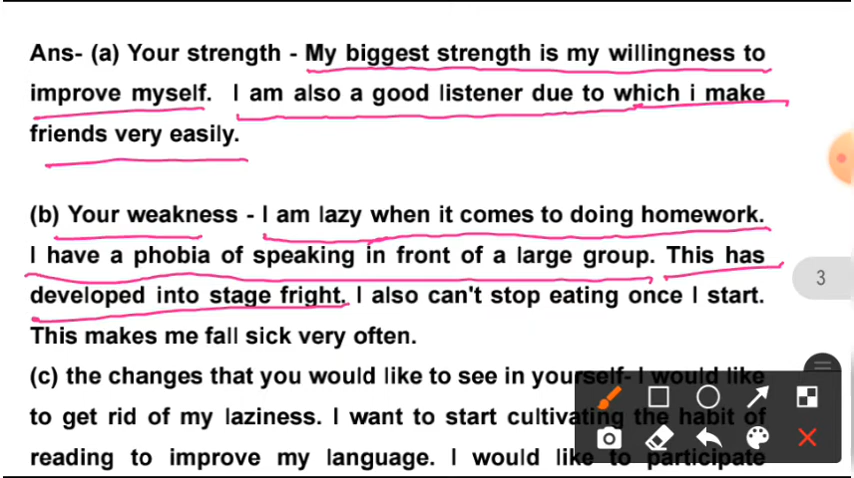 Ans- (a) Your strength - My biggest strength is my willingness to
improve myself. I am also a good listener due to which i make
friends very easily.
(b) Your weakness - I am lazy when it comes to doing homework.
I have a phobia of speaking in front of a large group. This has
3
developed into stage fright. I also can't stop eating once I start.
This makes me fall sick very often.
(c) the changes that you would like to see in yourself- I would like
to get rid of my laziness. I want to start cultivating the habit of
reading to improve my language. I would like to participate